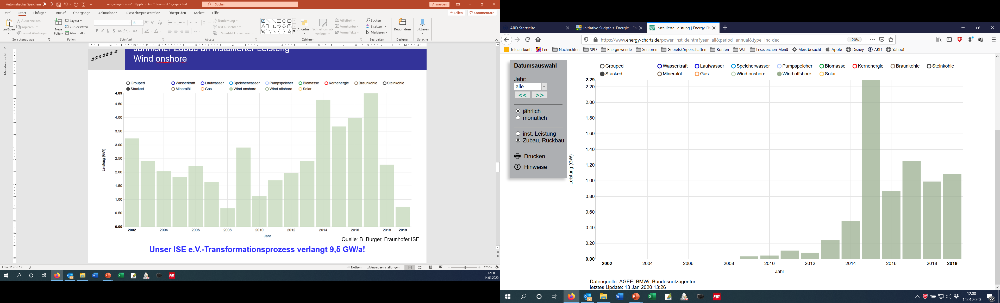 Automatisches Speichern
Energieergebnisse2019.pptx - Auf "diesem PC" gespeichert
Suchen
Anmelden
Datei Start Einfügen Entwurf Übergänge Animationen Bildschirmpräsentation Überprüfen Ansicht Hilfe
Teilen Kommentare
Einfügen
Ausschneiden
Kopieren
Format übertragen
Zwischenablage
Neue Folie
Layout
Zurücksetzen
Abschnitt
Folien
18
F K U S ab AV Aa
Schriftart
Absatz
Textrichtung
Text ausrichten
In SmartArt konvertieren
Anordnen
Schnellformat-vorlagen
Fülleffekt
Formkontur
Formeffekte
Zeichnen
Suchen
Ersetzen
Markieren
Bearbeiten
Designideen
Designer
Diktieren
Sprache
Miniaturansicht
Jährlicher Zubau an installierter Leistung
Wind onshore
Grouped Wasserkraft Laufwasser Speicherwasser Pumpspeicher Biomasse Kernenergie Braunkohle Steinkohle
Stacked Mineralöl Gas Wind onshore Wind offshore Solar
4.89
4.50
4.00
3.50
3.00
2.50
2.00
1.50
1.00
0.50
0.00
Leistung (GW)
2002 2004 2006 2008 2010 2012 2014 2016 2018 2019
Jahr
Quelle: B. Burger, Fraunhofer ISE
Unser ISE e.V.-Transformationsprozess verlangt 9,5 GW/a!
Folie 11 von 17
Notizen Anzeigeeinstellungen 125 %
12:00
14.01.2020
ARD Startseite
Initiative Südpfalz-Energie - En
Installierte Leistung | Energy Ch
https://www.energy-charts.de/power_inst_de.htm?year=all&period=annual&type=inc_dec
120%
Teleauskunft Leo Nachrichten SPD Energiewende Senioren Gebietskörperschaften Konten W.T Lesezeichen-Menü Meistbesucht Apple Disney ARD Yahoo!
Datumsauswahl
Jahr:
alle
<< >>
jährlich
monatlich
inst. Leistung
Zubau, Rückbau
Drucken
Hinweise
Grouped Wasserkraft Laufwasser Speicherwasser Pumpspeicher Biomasse Kernenergie Braunkohle Steinkohle
Stacked Mineralöl Gas Wind onshore Wind offshore Solar
2.29
2.20
2.00
1.80
1.60
1.40
1.20
1.00
0.80
0.60
0.40
0.20
0.00
Leistung (GW)
2002 2004 2006 2008 2010 2012 2014 2016 2018 2019
Jahr
Datenquelle: AGEE, BMWi, Bundesnetzagentur
letztes Update: 13 Jan 2020 13:26
12:00
14.01.2020
22